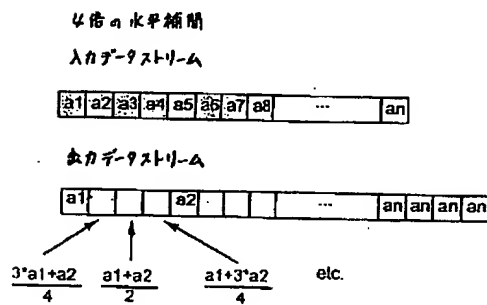 4倍の水平補間
入力データストリーム
a1 a2 a3 a4 a5 a6 a7 a8 ... an
出力データストリーム
a1 a2 ... an an an an
3*a1+a2 a1+a2 a1+3*a2 etc.
4 2 4